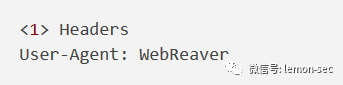 <1> Headers
User-Agent: WebReaver
微信号: lemon-sec